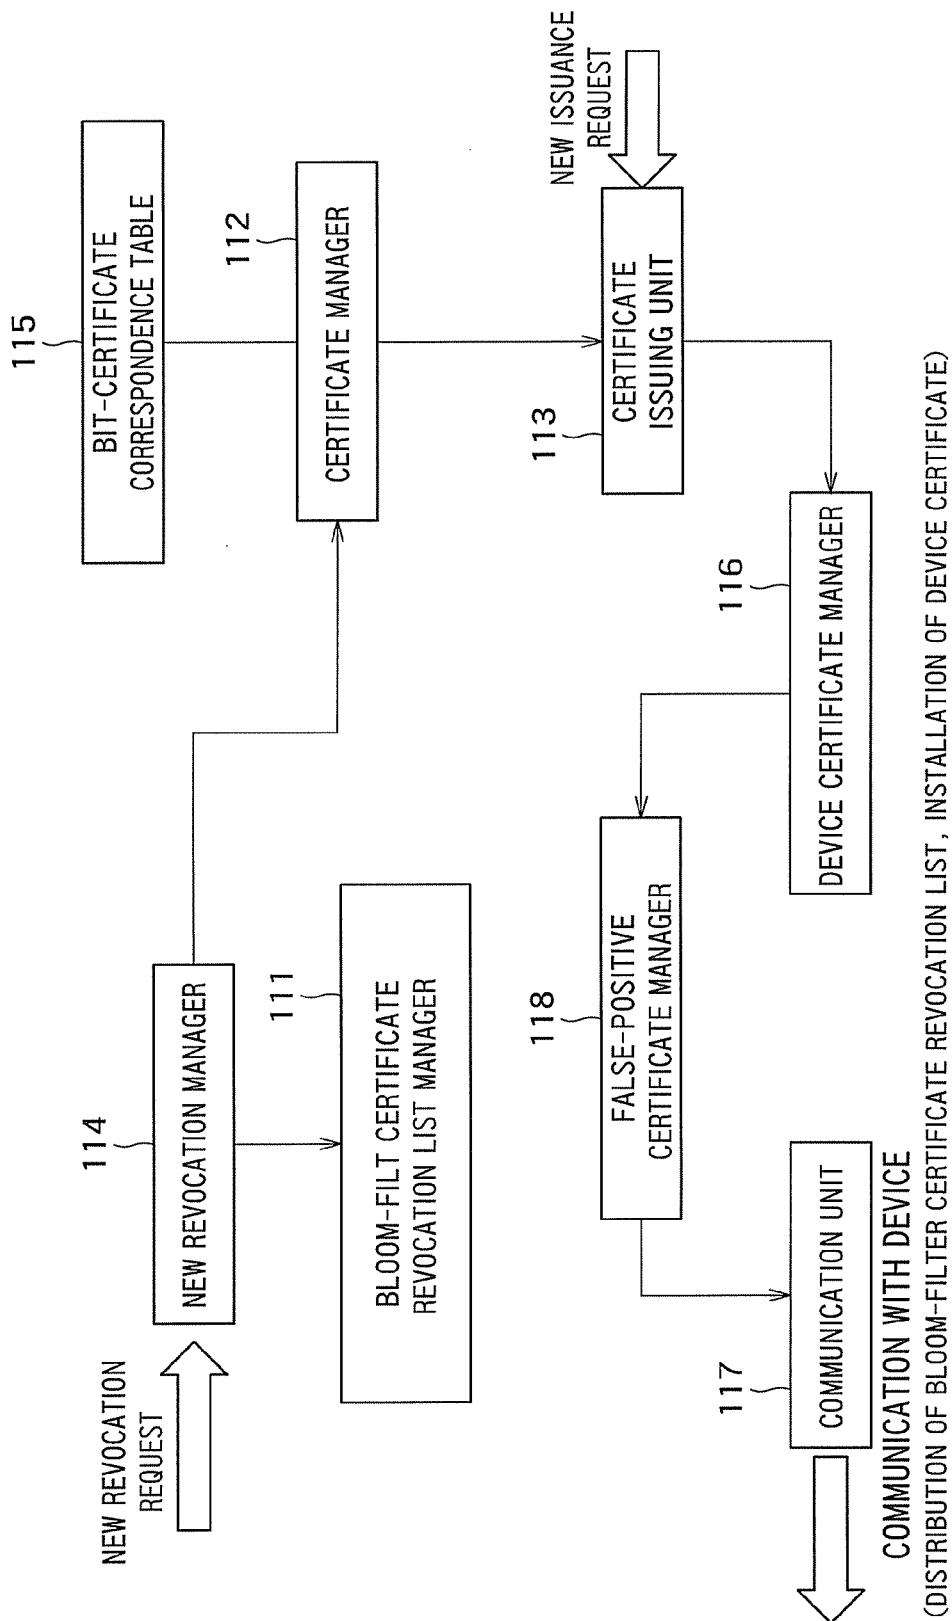 NEW REVOCATION
REQUEST
114
NEW REVOCATION MANAGER
111
BLOOM-FILT CERTIFICATE
REVOCATION LIST MANAGER
115
BIT-CERTIFICATE
CORRESPONDENCE TABLE
112
CERTIFICATE MANAGER
NEW ISSUANCE
REQUEST
113
CERTIFICATE
ISSUING UNIT
116
DEVICE CERTIFICATE MANAGER
118
FALSE-POSITIVE
CERTIFICATE MANAGER
117
COMMUNICATION UNIT
COMMUNICATION WITH DEVICE
(DISTRIBUTION OF BLOOM-FILTER CERTIFICATE REVOCATION LIST, INSTALLATION OF DEVICE CERTIFICATE)